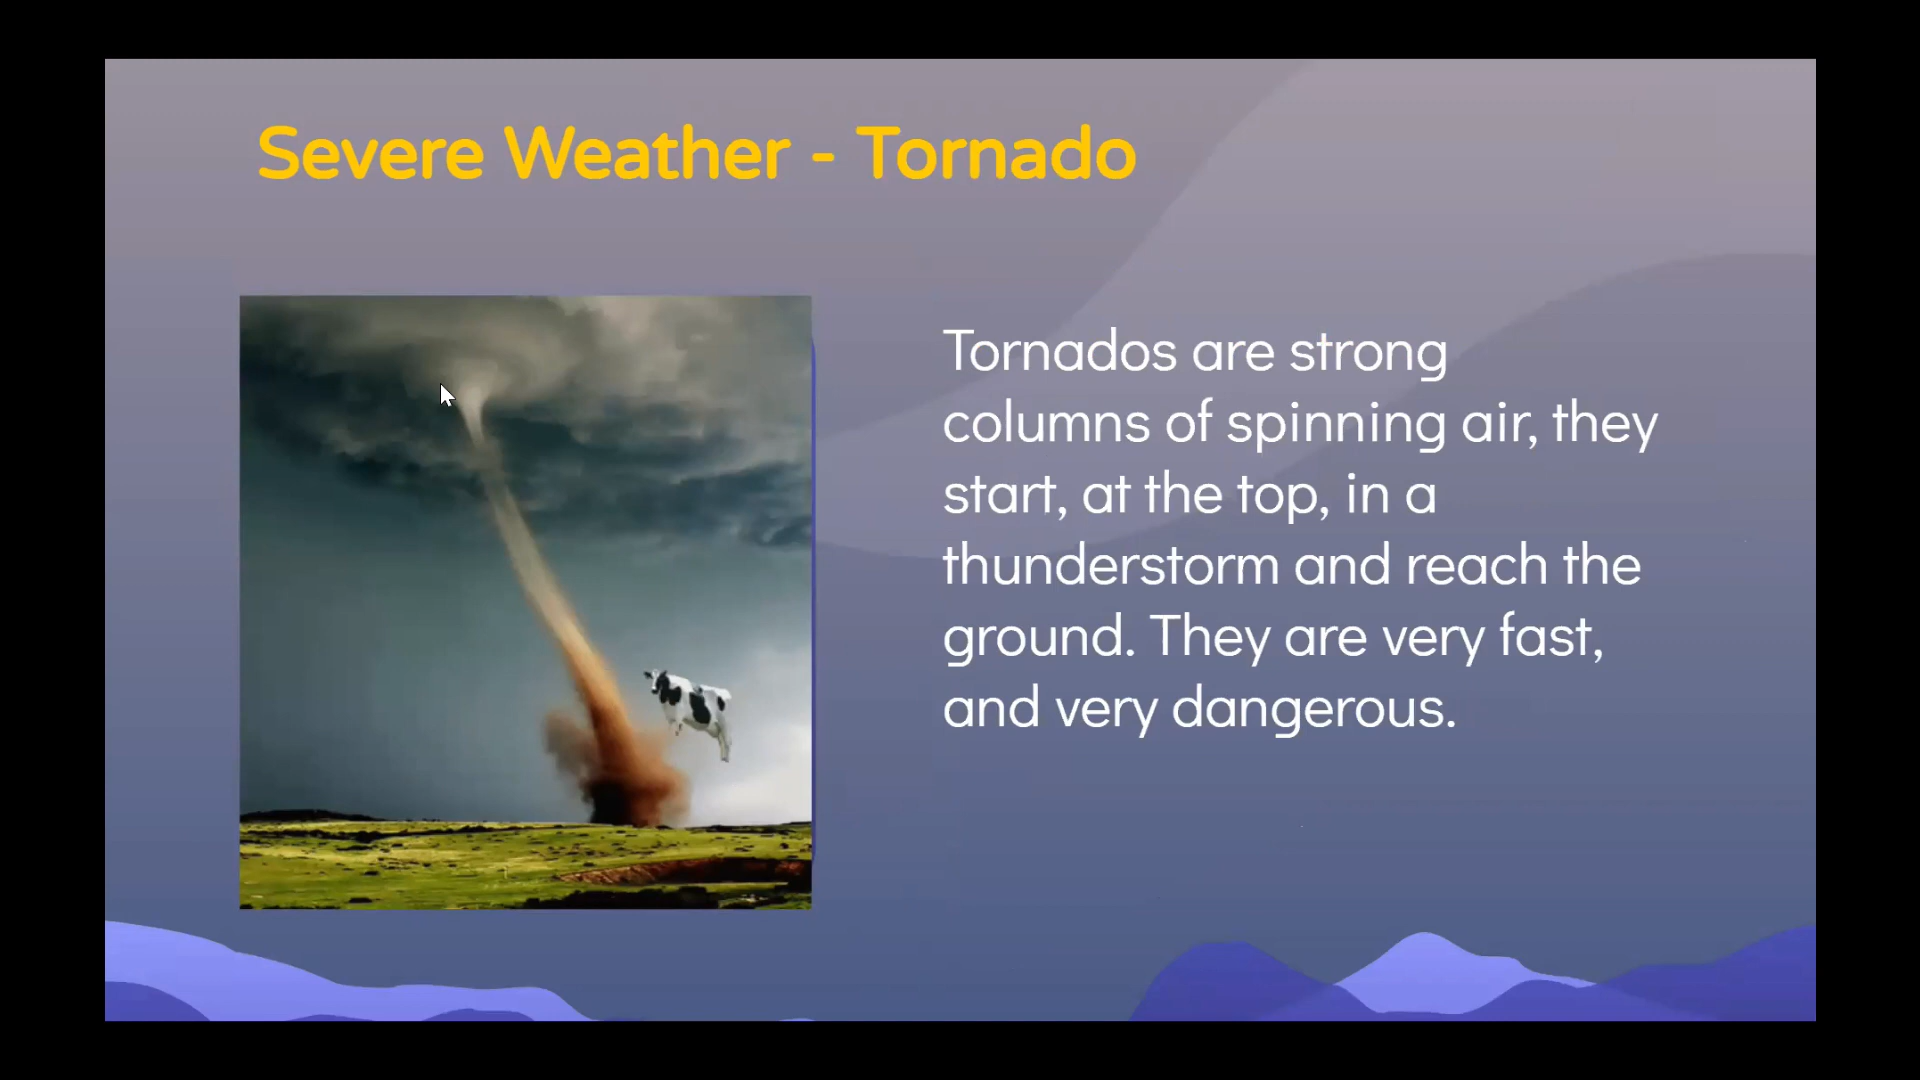 Severe Weather - Tornado
Tornados are strong
columns of spinning air, they
start, at the top, in a
thunderstorm and reach the
ground. They are very fast,
and very dangerous.